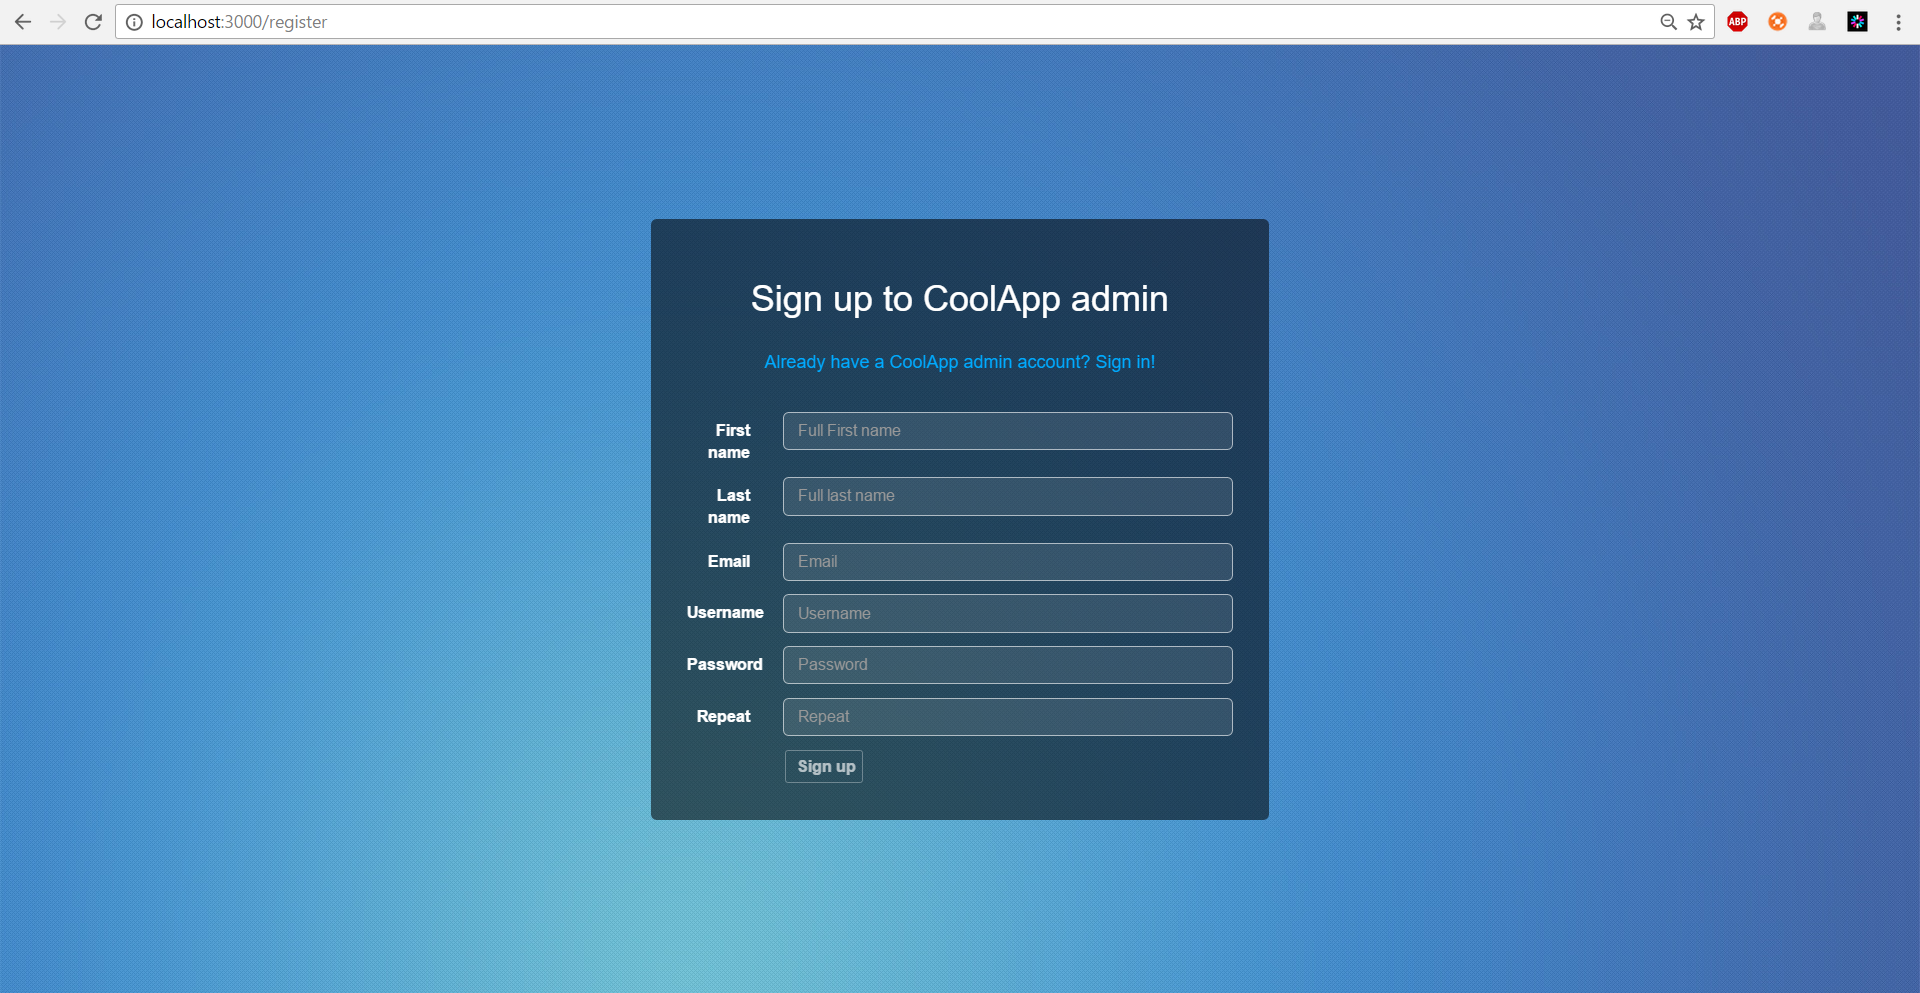 localhost:3000/register
ABP
Sign up to CoolApp admin
Already have a CoolApp admin account? Sign in!
First
name
Full First name
Last
name
Full last name
Email
Email
Username
Username
Password
Password
Repeat
Repeat
Sign up